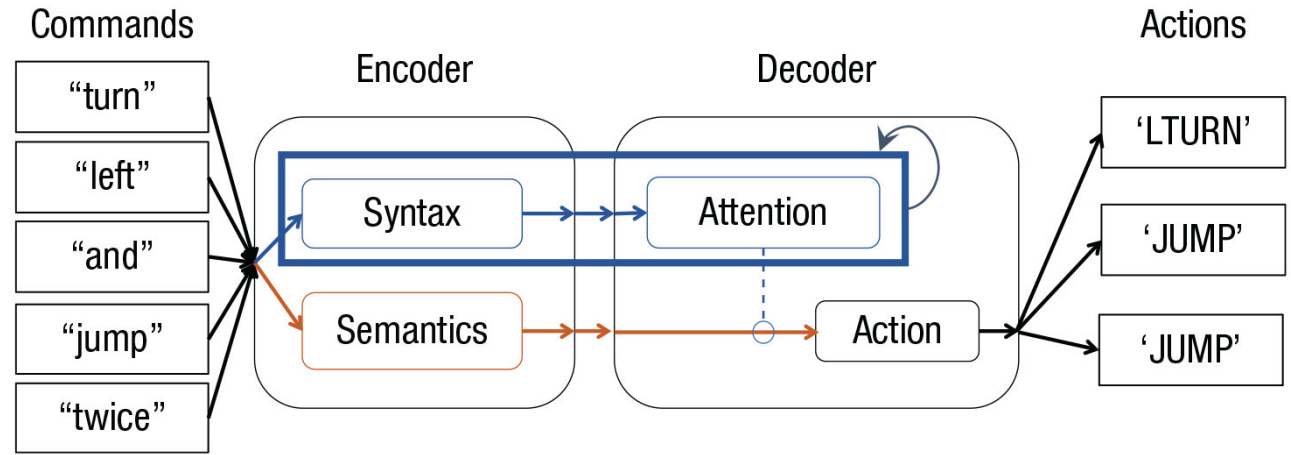 Commands
“turn”
“left”
“and”
“jump”
“twice”
Encoder
Syntax
Semantics
Decoder
Attention
Action
Actions
‘LTURN’
‘JUMP’
‘JUMP’